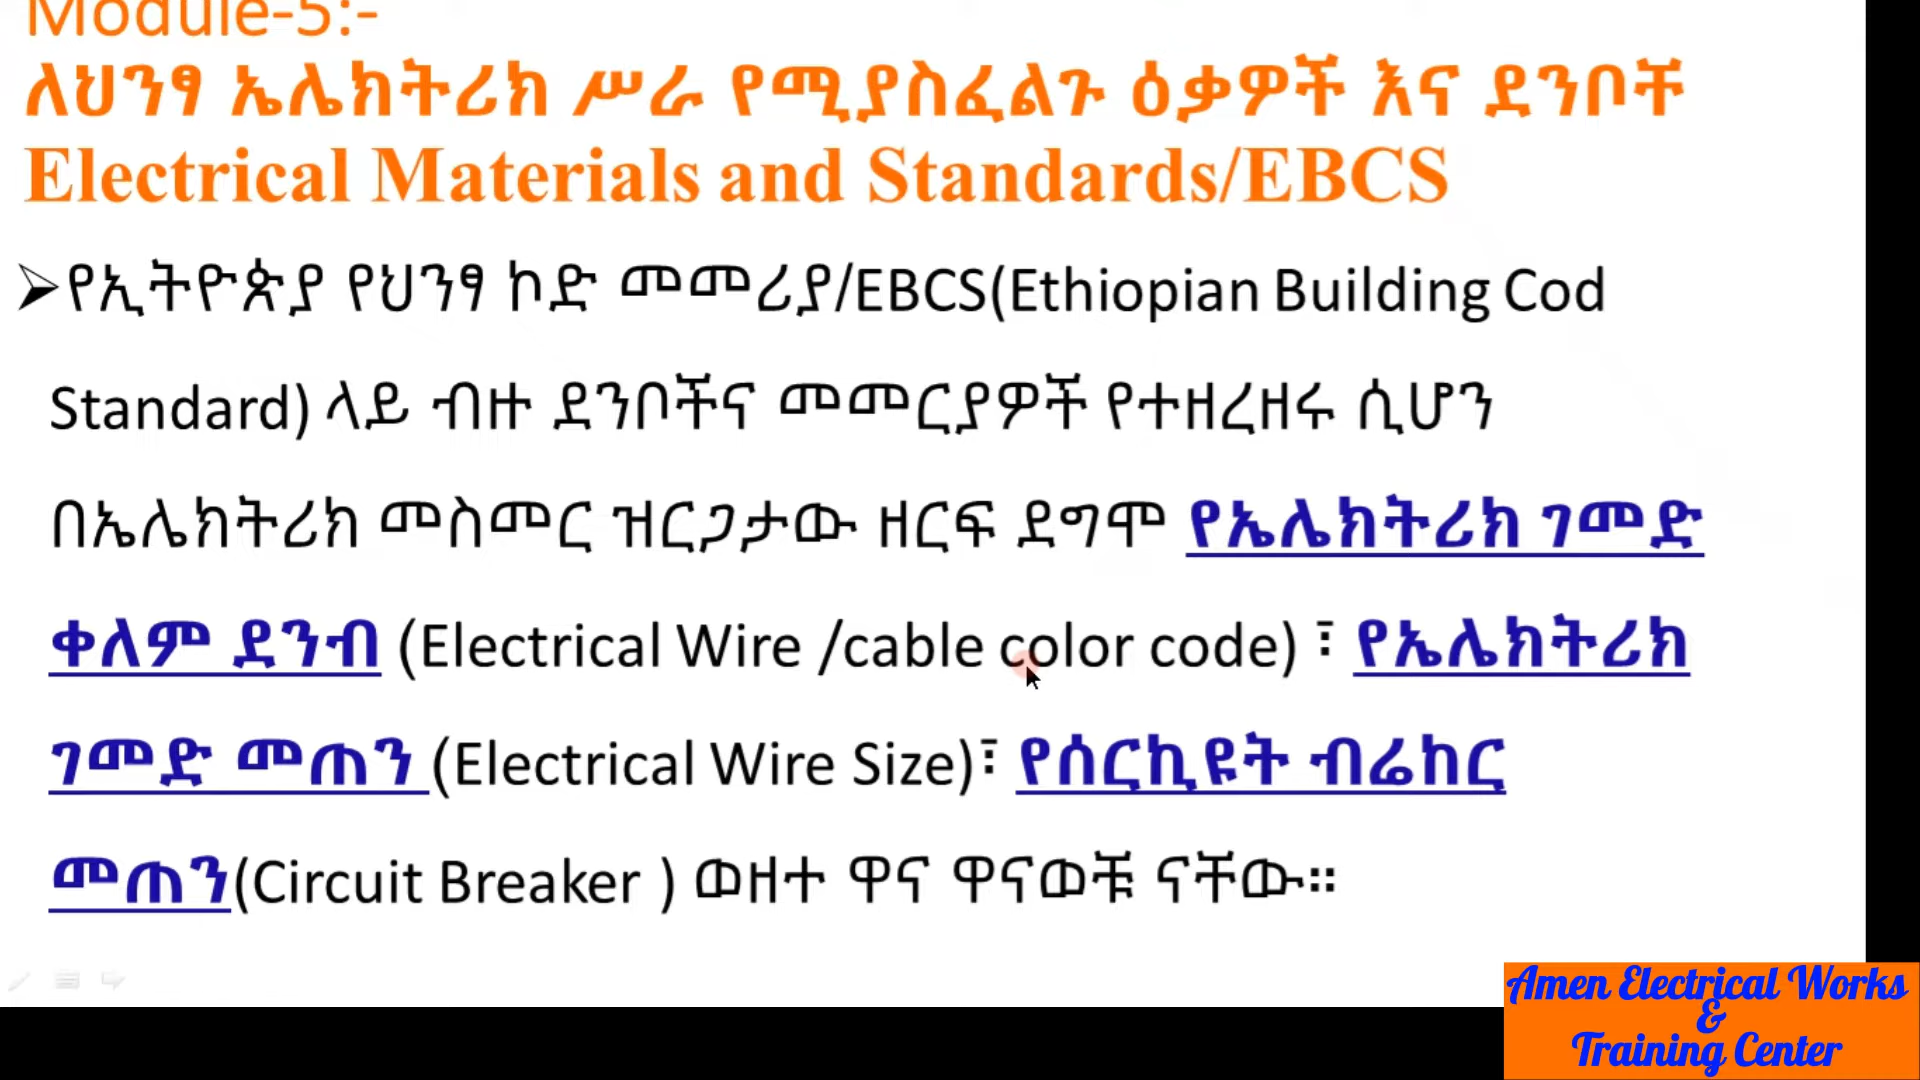 Module-5:-
ለህንፃ ኤሌክትሪክ ሥራ የሚያስፈልጉ ዕቃዎች እና ደንቦቸ
Electrical Materials and Standards/EBCS
➢የኢትዮጵያ የህንፃ ኮድ መመሪያ/EBCS(Ethiopian Building Cod
Standard) ላይ ብዙ ደንቦችና መመርያዎች የተዘረዘሩ ሲሆን
በኤሌክትሪክ መስመር ዝርጋታው ዘርፍ ደግሞ የኤሌክትሪክ ገመድ
ቀለም ደንብ (Electrical Wire /cable color code) ፣ የኤሌክትሪክ
ገመድ መጠን (Electrical Wire Size)፣ የሰርኪዩት ብሬከር
መጠን(Circuit Breaker ) ወዘተ ዋና ዋናወቹ ናቸው።
Amen Electrical Works
&
Training Center